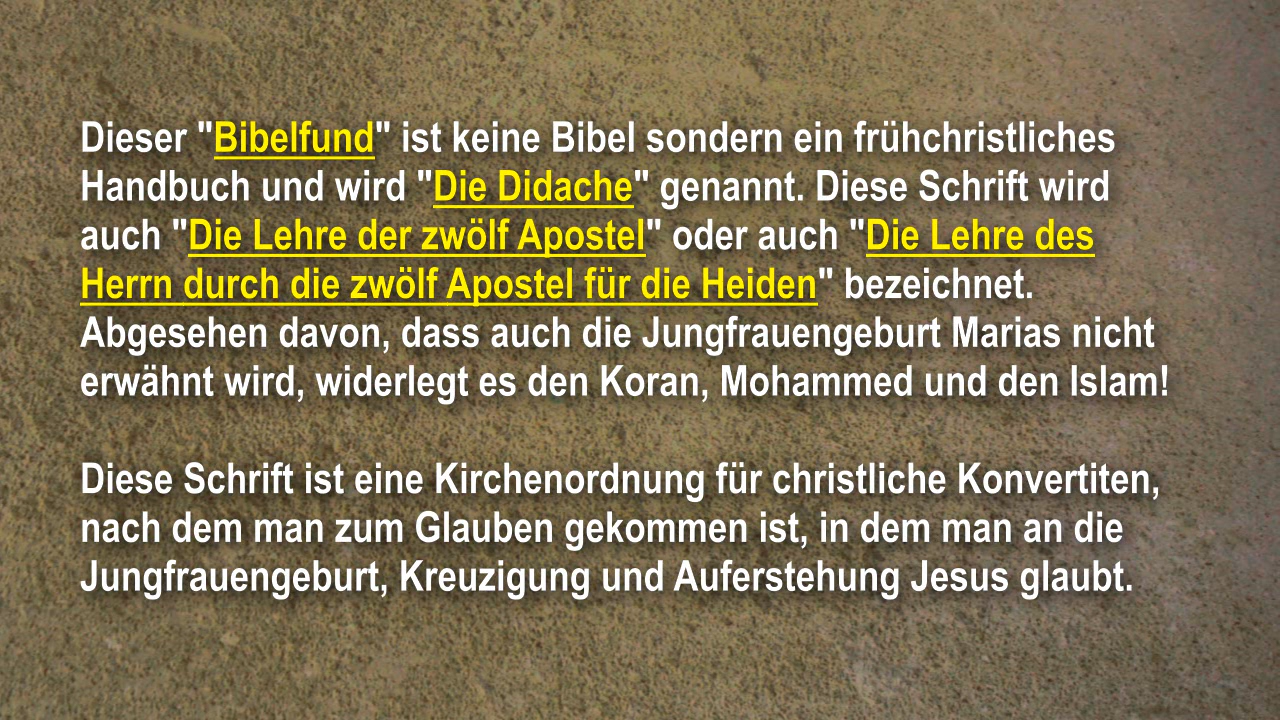 Dieser "Bibelfund" ist keine Bibel sondern ein frühchristliches
Handbuch und wird "Die Didache" genannt. Diese Schrift wird
auch "Die Lehre der zwölf Apostel" oder auch "Die Lehre des
Herrn durch die zwölf Apostel für die Heiden" bezeichnet.
Abgesehen davon, dass auch die Jungfrauengeburt Marias nicht
erwähnt wird, widerlegt es den Koran, Mohammed und den Islam!
Diese Schrift ist eine Kirchenordnung für christliche Konvertiten,
nach dem man zum Glauben gekommen ist, in dem man an die
Jungfrauengeburt, Kreuzigung und Auferstehung Jesus glaubt.